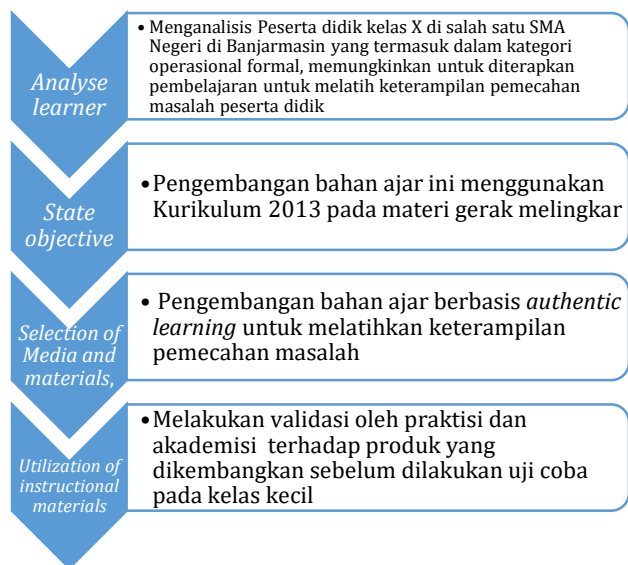 Analyse
learner
• Menganalisis Peserta didik kelas X di salah satu SMA
Negeri di Banjarmasin yang termasuk dalam kategori
operasional formal, memungkinkan untuk diterapkan
pembelajaran untuk melatih keterampilan pemecahan
masalah peserta didik
State
objective
•Pengembangan bahan ajar ini menggunakan
Kurikulum 2013 pada materi gerak melingkar
Selection of
Media and
materials,
• Pengembangan bahan ajar berbasis authentic
learning untuk melatihkan keterampilan
pemecahan masalah
Utilization of
instructional
materials
•Melakukan validasi oleh praktisi dan
akademisi terhadap produk yang
dikembangkan sebelum dilakukan uji coba
pada kelas kecil